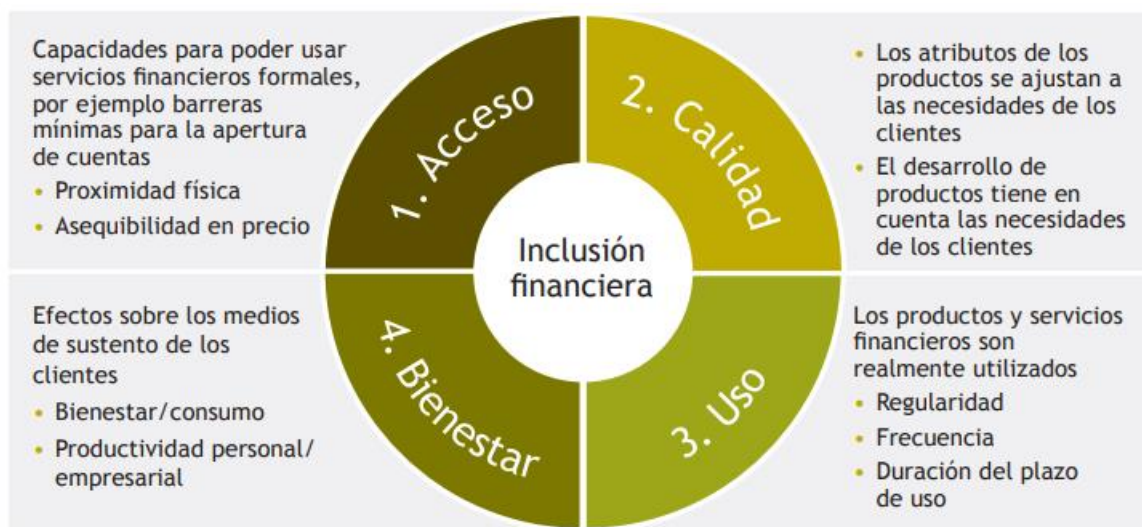 Capacidades para poder usar
servicios financieros formales,
por ejemplo barreras
mínimas para la apertura
de cuentas
• Proximidad física
• Asequibilidad en precio
1. Acceso
2. Calidad
• Los atributos de los
productos se ajustan a
las necesidades de los
clientes
• El desarrollo de
productos tiene en
cuenta las necesidades
de los clientes
Inclusión
financiera
Efectos sobre los medios
de sustento de los
clientes
• Bienestar/consumo
• Productividad personal/
empresarial
4. Bienestar
3. Uso
Los productos y servicios
financieros son
realmente utilizados
• Regularidad
• Frecuencia
• Duración del plazo
de uso